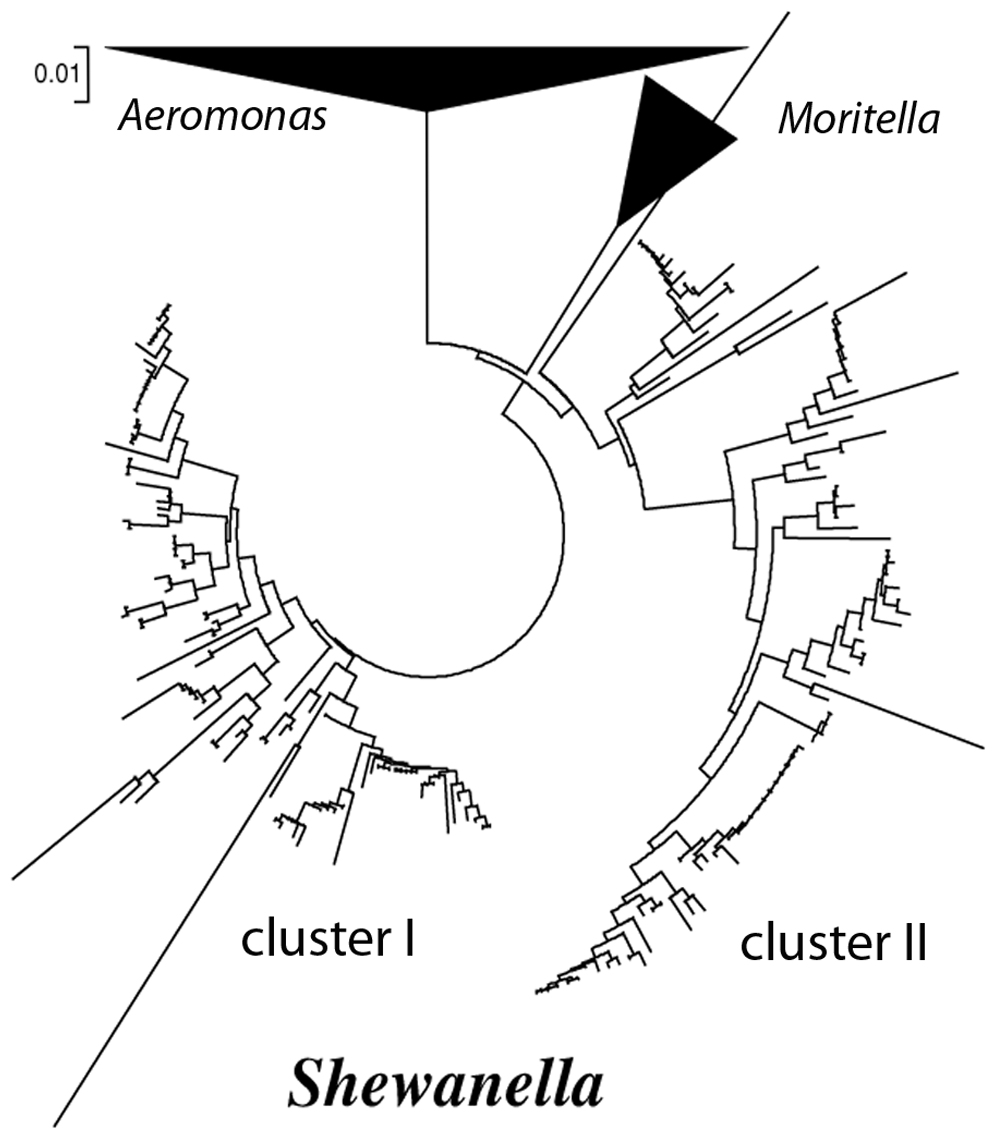 0.01
Aeromonas
Moritella
cluster I
cluster II
Shewanella